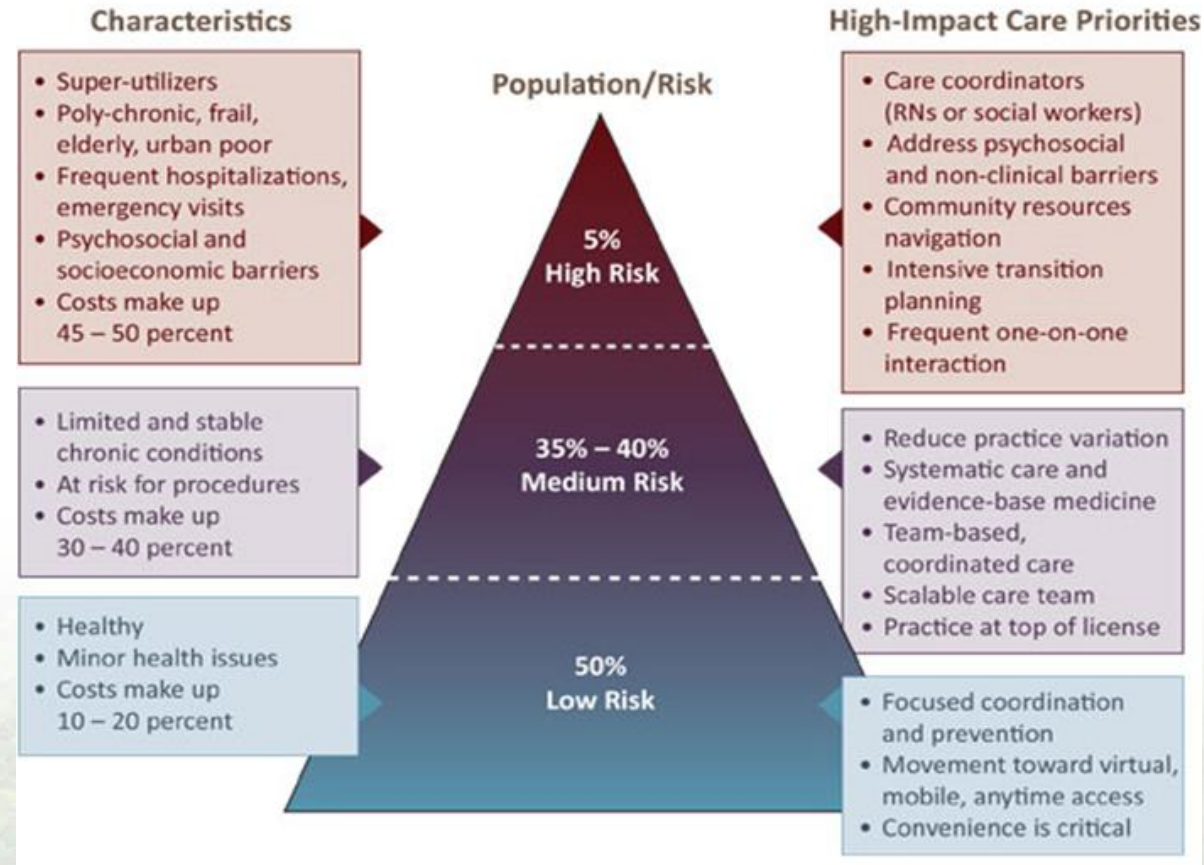 Characteristics
• Super-utilizers
• Poly-chronic, frail,
elderly, urban poor
• Frequent hospitalizations,
emergency visits
• Psychosocial and
socioeconomic barriers
• Costs make up
45 – 50 percent
• Limited and stable
chronic conditions
• At risk for procedures
• Costs make up
30 – 40 percent
• Healthy
• Minor health issues
• Costs make up
10 – 20 percent
Population/Risk
5%
High Risk
35% – 40%
Medium Risk
50%
Low Risk
High-Impact Care Priorities
• Care coordinators
(RNs or social workers)
• Address psychosocial
and non-clinical barriers
• Community resources
navigation
• Intensive transition
planning
• Frequent one-on-one
interaction
• Reduce practice variation
• Systematic care and
evidence-base medicine
• Team-based,
coordinated care
• Scalable care team
• Practice at top of license
• Focused coordination
and prevention
• Movement toward virtual,
mobile, anytime access
• Convenience is critical